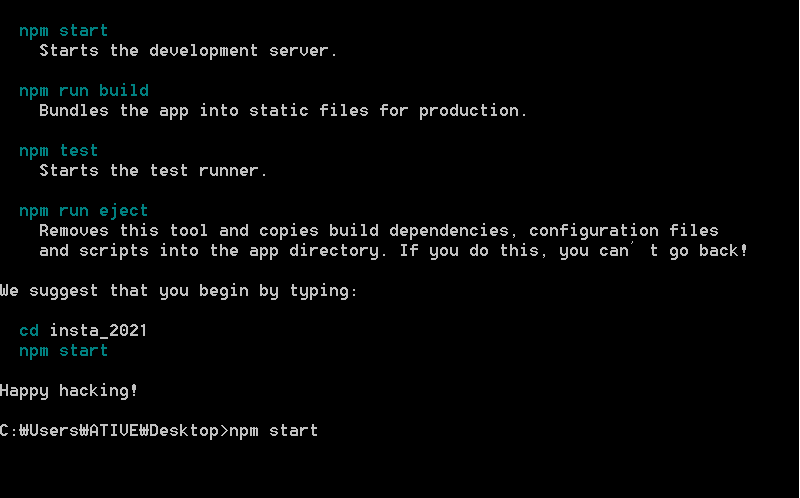 npm start
Starts the development server.
npm run build
Bundles the app into static files for production.
npm test
Starts the test runner.
npm run eject
Removes this tool and copies build dependencies, configuration files
and scripts into the app directory. If you do this, you can’t go back!
We suggest that you begin by typing:
cd insta_2021
npm start
Happy hacking!
C:₩Users₩ATIVE₩Desktop>npm start